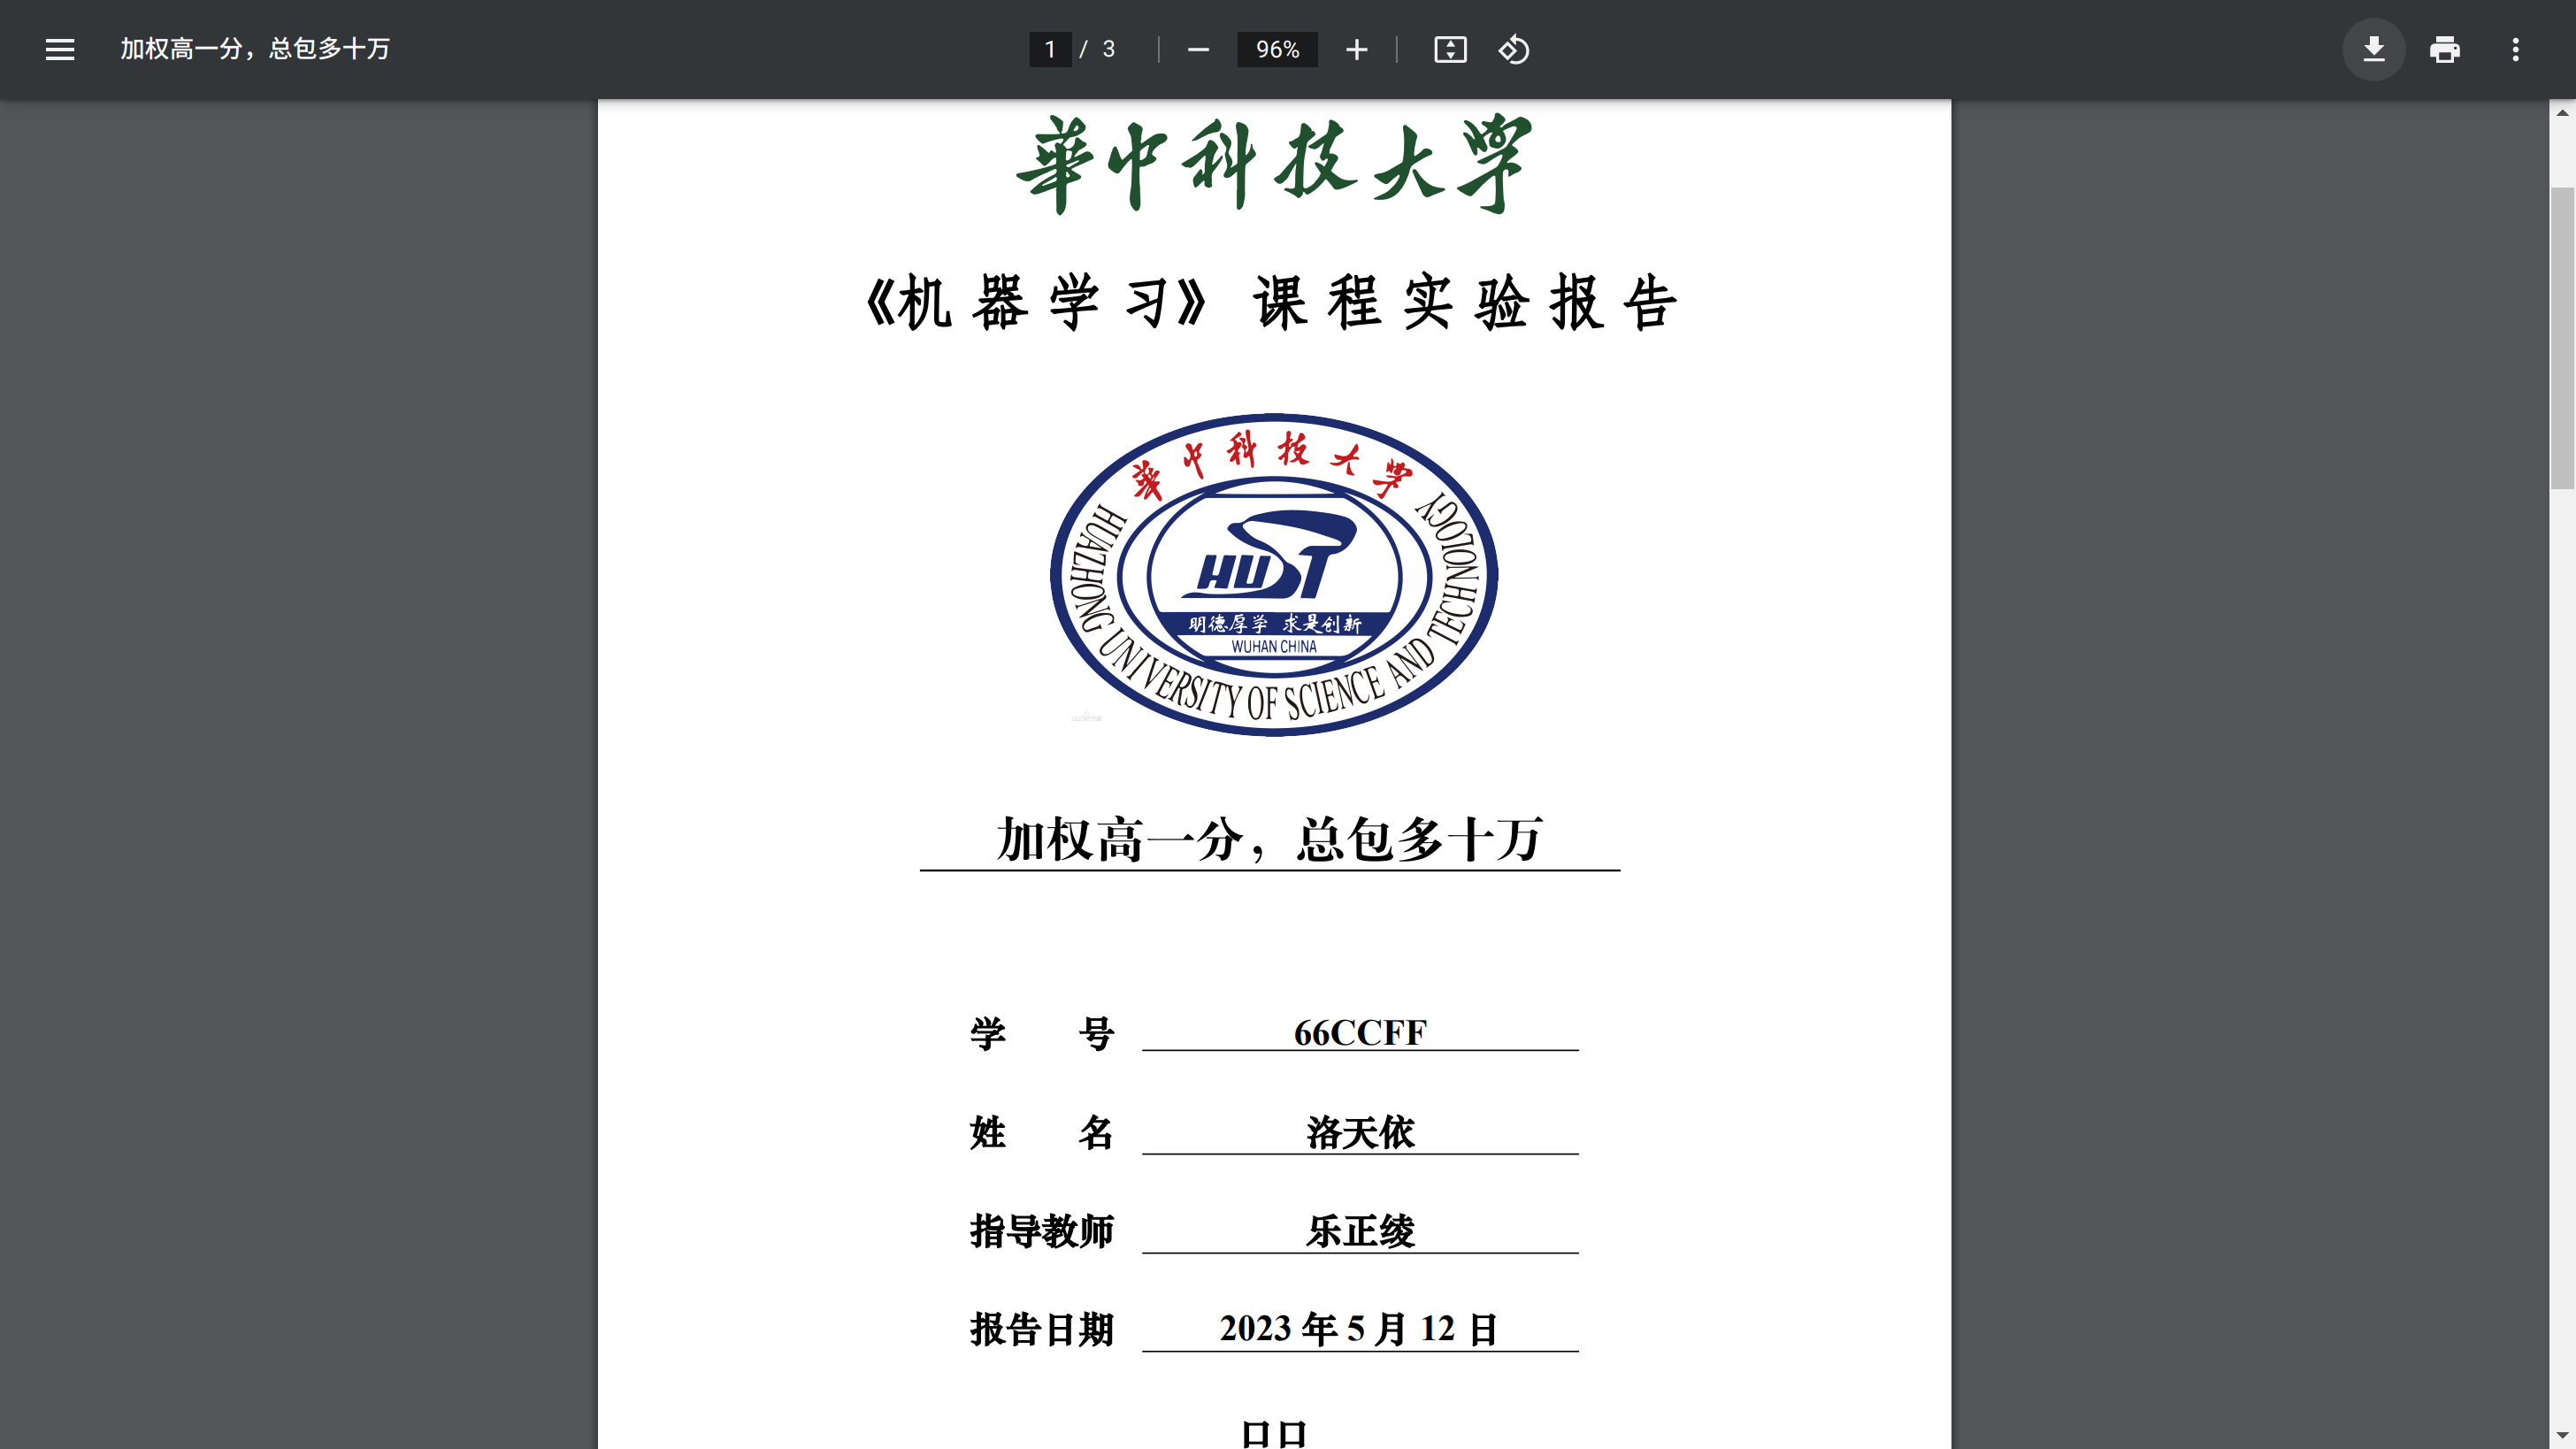 加权高一分，总包多十万
1 / 3
96%
華中科技大學
《机器学习》课程实验报告
華中科技大學
HUAZHONG UNIVERSITY OF SCIENCE AND TECHNOLOGY
HUST
明德厚学 求是创新
WUHAN CHINA
加权高一分，总包多十万
学 号 66CCFF
姓 名 洛天依
指导教师 乐正绫
报告日期 2023 年 5 月 12 日